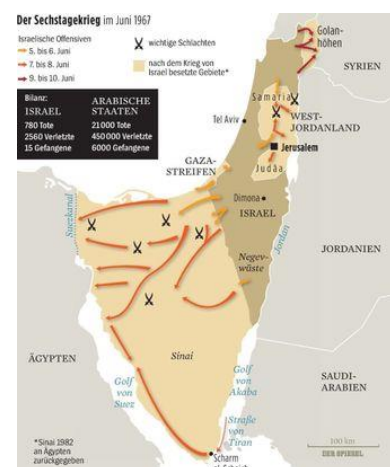 Der Sechstagekrieg im Juni 1967
Israelische Offensiven
5. bis 6. Juni
7. bis 8. Juni
9. bis 10. Juni
wichtige Schlachten
nach dem Krieg von
Israel besetzte Gebiete*
Bilanz:
ISRAEL
780 Tote
2560 Verletzte
15 Gefangene
ARABISCHE
STAATEN
21000 Tote
450000 Verletzte
6000 Gefangene
Golan-
höhen
SYRIEN
Samaria
WEST-
JORDANLAND
Tel Aviv
Jerusalem
Judäa
GAZA-
STREIFEN
Dimona
ISRAEL
Jordan
Suezkanal
Negev-
wüste
JORDANIEN
ÄGYPTEN
Sinai
SAUDI-
ARABIEN
Golf
von
Suez
Golf
von
Akaba
Straße
von
Tiran
*Sinai 1982
an Ägypten
zurückgegeben
Scharm
100 km
DER SPIEGEL